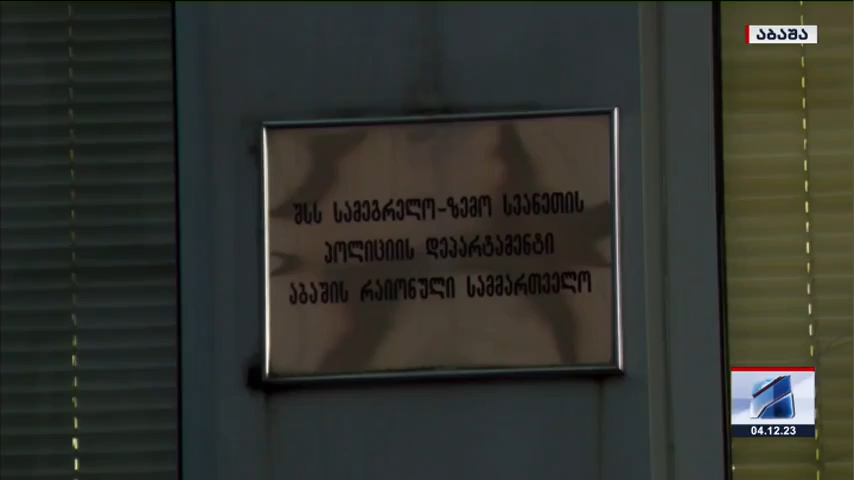 აბაშა
შსს სამეგრელო-ზემო სვანეთის
პოლიციის დეპარტამენტი
აბაშის რაიონული სამმართველო
04.12.23